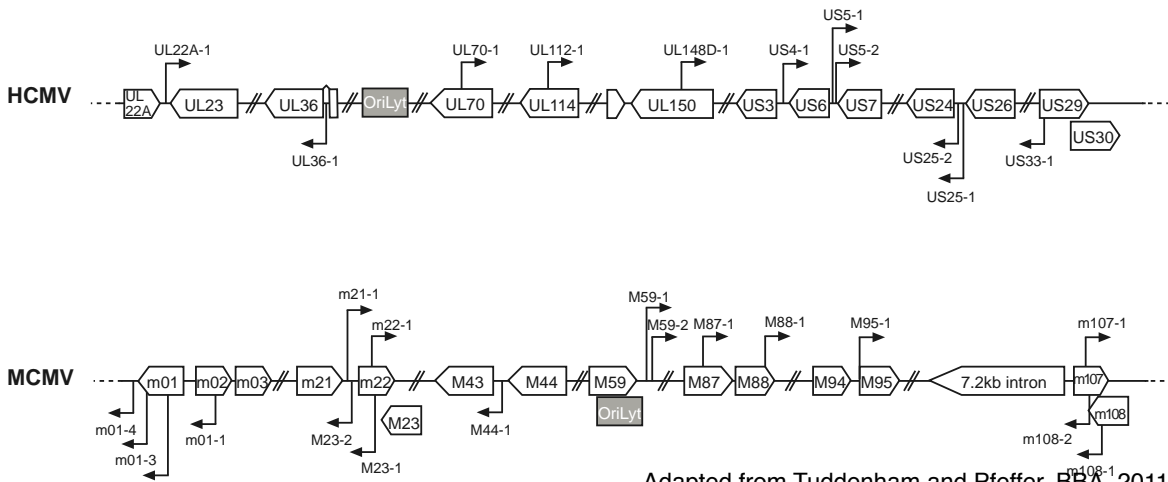 US5-1
UL22A-1 UL70-1 UL112-1 UL148D-1 US4-1 US5-2
HCMV UL 22A UL23 UL36 OriLyt UL70 UL114 UL150 US3 US6 US7 US24 US26 US29
US30
UL36-1 US25-2 US33-1
US25-1
m21-1 M59-1
m22-1 M59-2 M87-1 M88-1 M95-1 m107-1
MCMV m01 m02 m03 m21 m22 M43 M44 M59 M87 M88 M94 M95 7.2kb intron m107
M23 OriLyt m108
m01-4 m01-1 M23-2 M44-1 m108-2
m01-3 M23-1 m108-1
Adapted from Tuddenham and Pfeffer, BBA, 2011